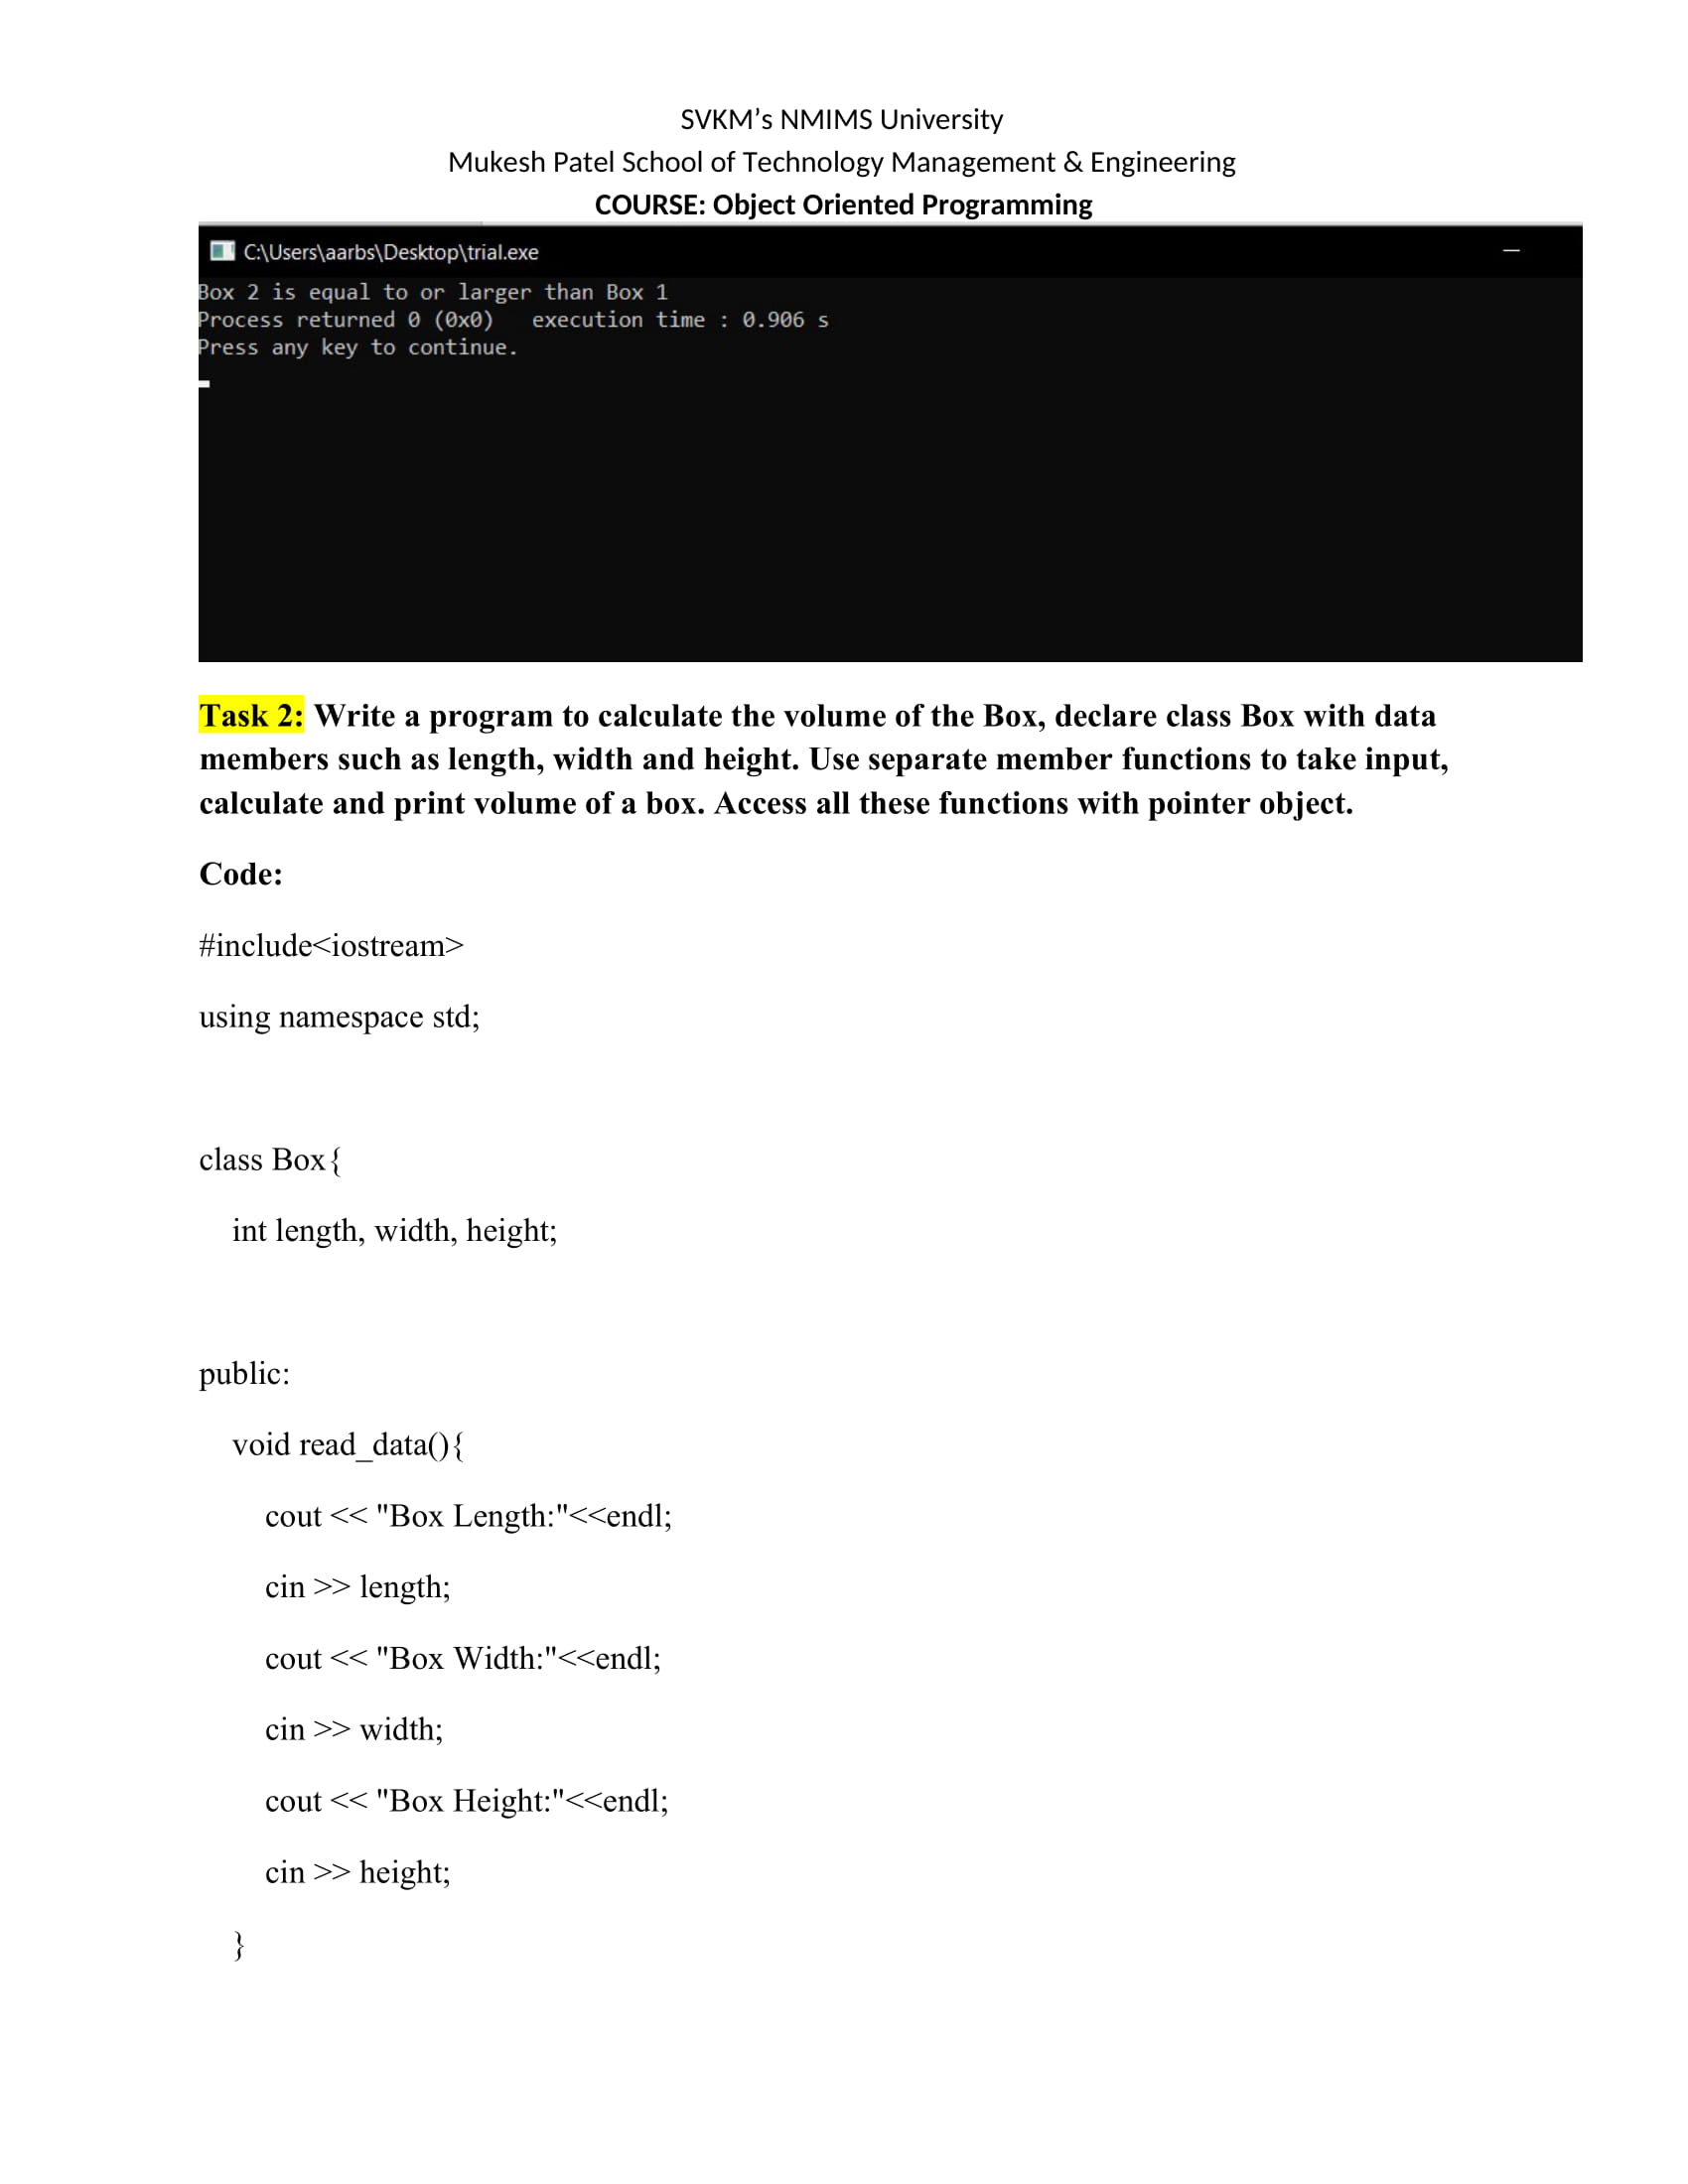 SVKM’s NMIMS University
Mukesh Patel School of Technology Management & Engineering
COURSE: Object Oriented Programming
C:\Users\aarbs\Desktop\trial.exe
Box 2 is equal to or larger than Box 1
Process returned 0 (0x0)   execution time : 0.906 s
Press any key to continue.
Task 2: Write a program to calculate the volume of the Box, declare class Box with data
members such as length, width and height. Use separate member functions to take input,
calculate and print volume of a box. Access all these functions with pointer object.
Code:
#include<iostream>
using namespace std;
class Box{
int length, width, height;
public:
void read_data(){
cout << "Box Length:"<<endl;
cin >> length;
cout << "Box Width:"<<endl;
cin >> width;
cout << "Box Height:"<<endl;
cin >> height;
}